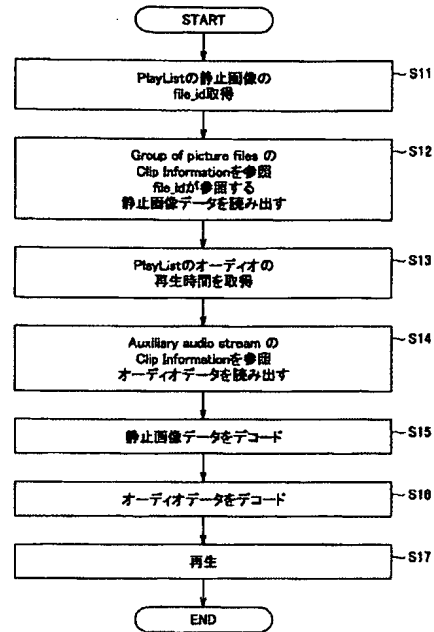 START
PlayListの静止画像の
file_id取得
S11
Group of picture files の
Clip Informationを参照
file_idが参照する
静止画像データを読み出す
S12
PlayListのオーディオの
再生時間を取得
S13
Auxiliary audio stream の
Clip Informationを参照
オーディオデータを読み出す
S14
静止画像データをデコード
S15
オーディオデータをデコード
S16
再生
S17
END